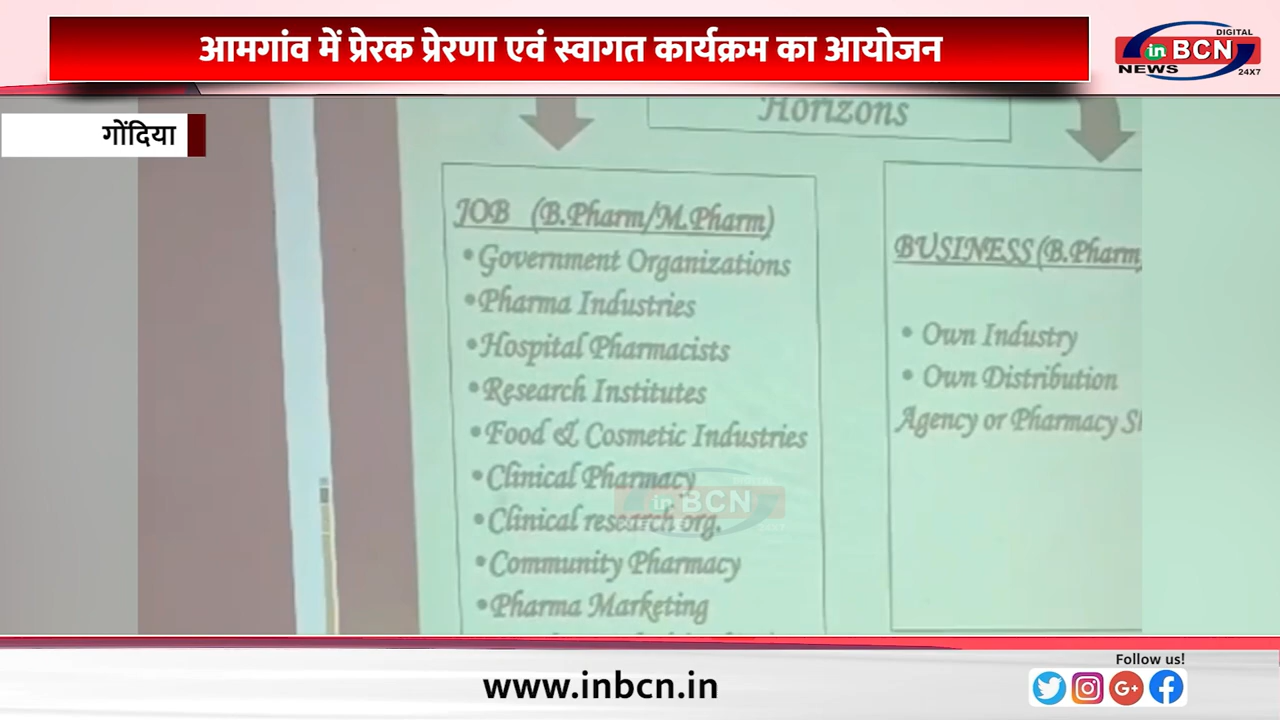 आमगांव में प्रेरक प्रेरणा एवं स्वागत कार्यक्रम का आयोजन
DIGITAL
in BCN
NEWS 24X7
गोंदिया
Horizons
JOB (B.Pharm/M.Pharm)
•Government Organizations
•Pharma Industries
•Hospital Pharmacists
•Research Institutes
•Food & Cosmetic Industries
•Clinical Pharmacy
•Clinical research org.
•Community Pharmacy
•Pharma Marketing
BUSINESS (B.Pharm
• Own Industry
• Own Distribution
Agency or Pharmacy
in BCN
DIGITAL
24X7
Follow us!
www.inbcn.in